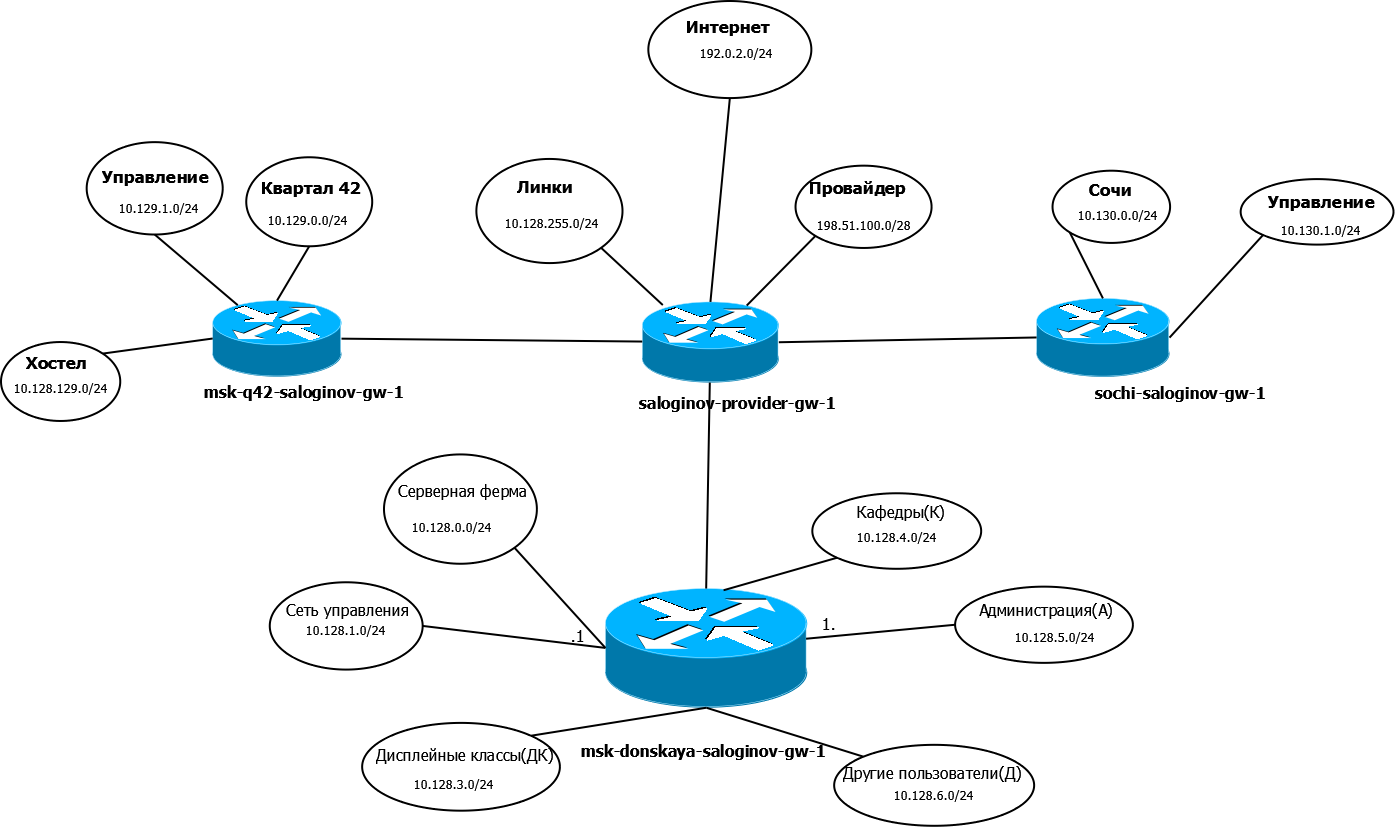 Интернет
192.0.2.0/24
Управление
10.129.1.0/24
Квартал 42
10.129.0.0/24
Линки
10.128.255.0/24
Провайдер
198.51.100.0/28
Сочи
10.130.0.0/24
Управление
10.130.1.0/24
Хостел
10.128.129.0/24
msk-q42-saloginov-gw-1
saloginov-provider-gw-1
sochi-saloginov-gw-1
Серверная ферма
10.128.0.0/24
Кафедры(К)
10.128.4.0/24
Сеть управления
10.128.1.0/24
.1
1.
Администрация(А)
10.128.5.0/24
Дисплейные классы(ДК)
10.128.3.0/24
msk-donskaya-saloginov-gw-1
Другие пользователи(Д)
10.128.6.0/24